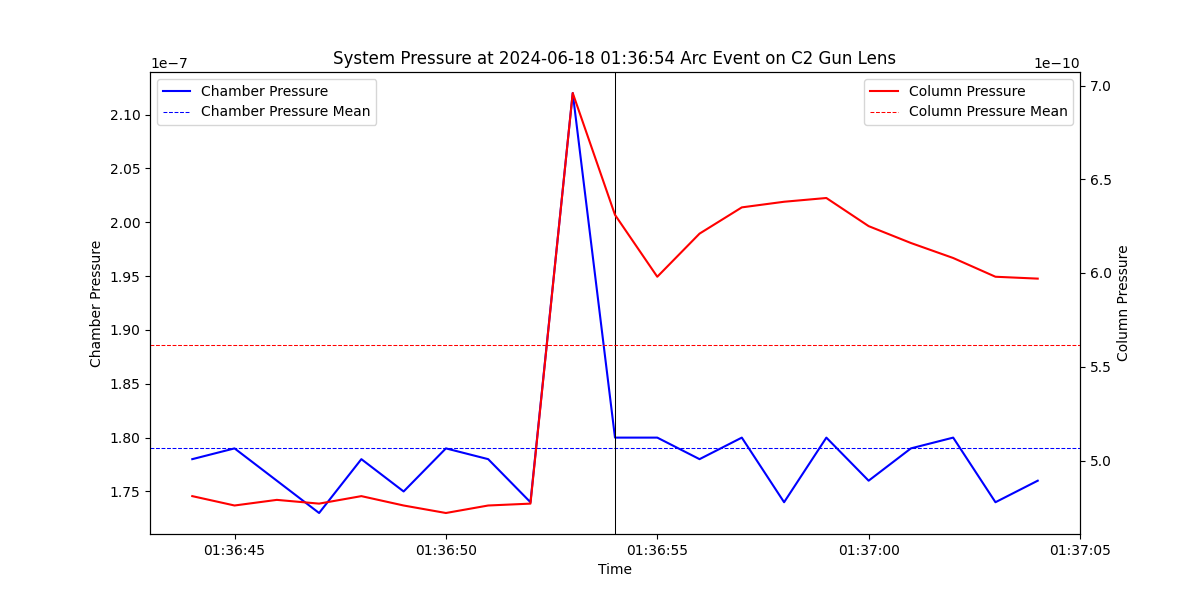 System Pressure at 2024-06-18 01:36:54 Arc Event on C2 Gun Lens
1e−7
1e−10
Chamber Pressure
Chamber Pressure Mean
Column Pressure
Column Pressure Mean
2.10
2.05
2.00
1.95
1.90
1.85
1.80
1.75
Chamber Pressure
7.0
6.5
6.0
5.5
5.0
Column Pressure
01:36:45
01:36:50
01:36:55
01:37:00
01:37:05
Time